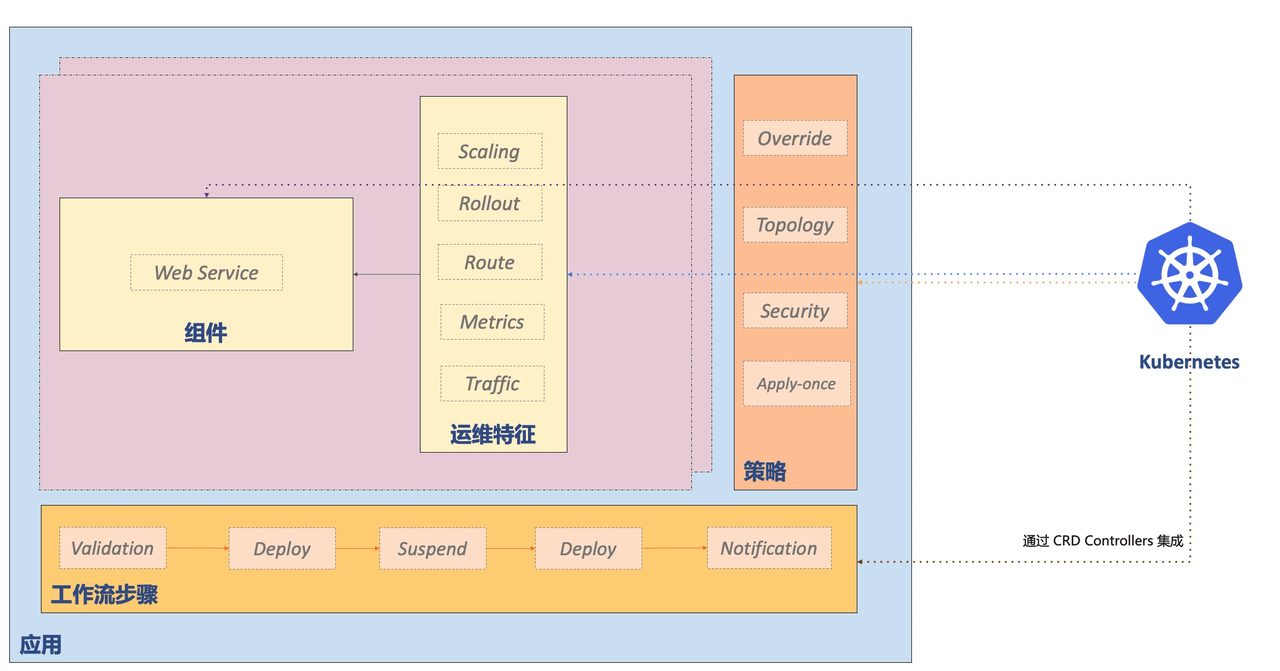 Scaling
Rollout
Route
Metrics
Traffic
运维特征
Web Service
组件
Override
Topology
Security
Apply-once
策略
Kubernetes
通过 CRD Controllers 集成
Validation
Deploy
Suspend
Deploy
Notification
工作流步骤
应用